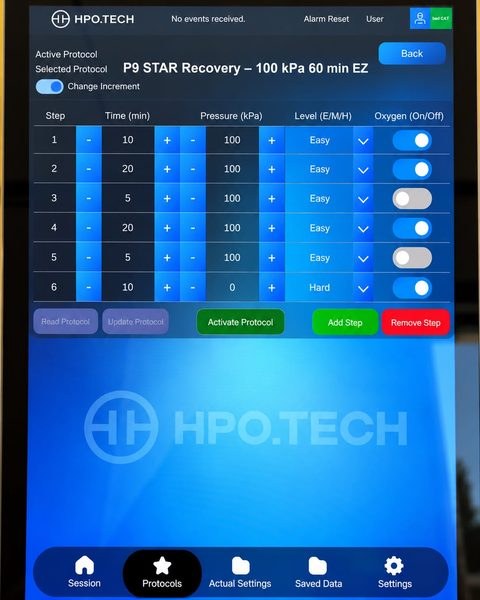 HPO.TECH No events received. Alarm Reset User
Active Protocol
Selected Protocol P9 STAR Recovery – 100 kPa 60 min EZ
Back
Change Increment
Step Time (min) Pressure (kPa) Level (E/M/H) Oxygen (On/Off)
1 - 10 + - 100 + Easy
2 - 20 + - 100 + Easy
3 - 5 + - 100 + Easy
4 - 20 + - 100 + Easy
5 - 5 + - 100 + Easy
6 - 10 + - 0 + Hard
Read Protocol Update Protocol Activate Protocol Add Step Remove Step
HPO.TECH
Session Protocols Actual Settings Saved Data Settings